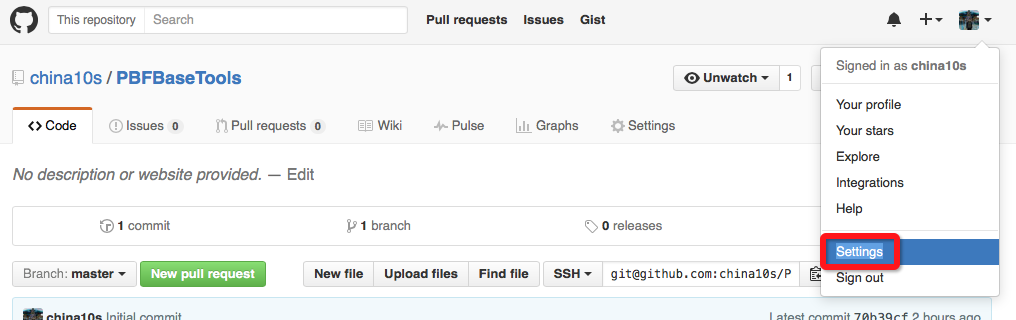 This repository Search Pull requests Issues Gist
Signed in as china10s
china10s / PBFBaseTools Unwatch 1
Your profile
Code Issues 0 Pull requests 0 Wiki Pulse Graphs Settings
Your stars
Explore
No description or website provided. — Edit
Integrations
Help
1 commit 1 branch 0 releases
Settings
Branch: master New pull request New file Upload files Find file SSH git@github.com:china10s/P
Sign out
china10s Initial commit Latest commit 70b39cf 2 hours ago